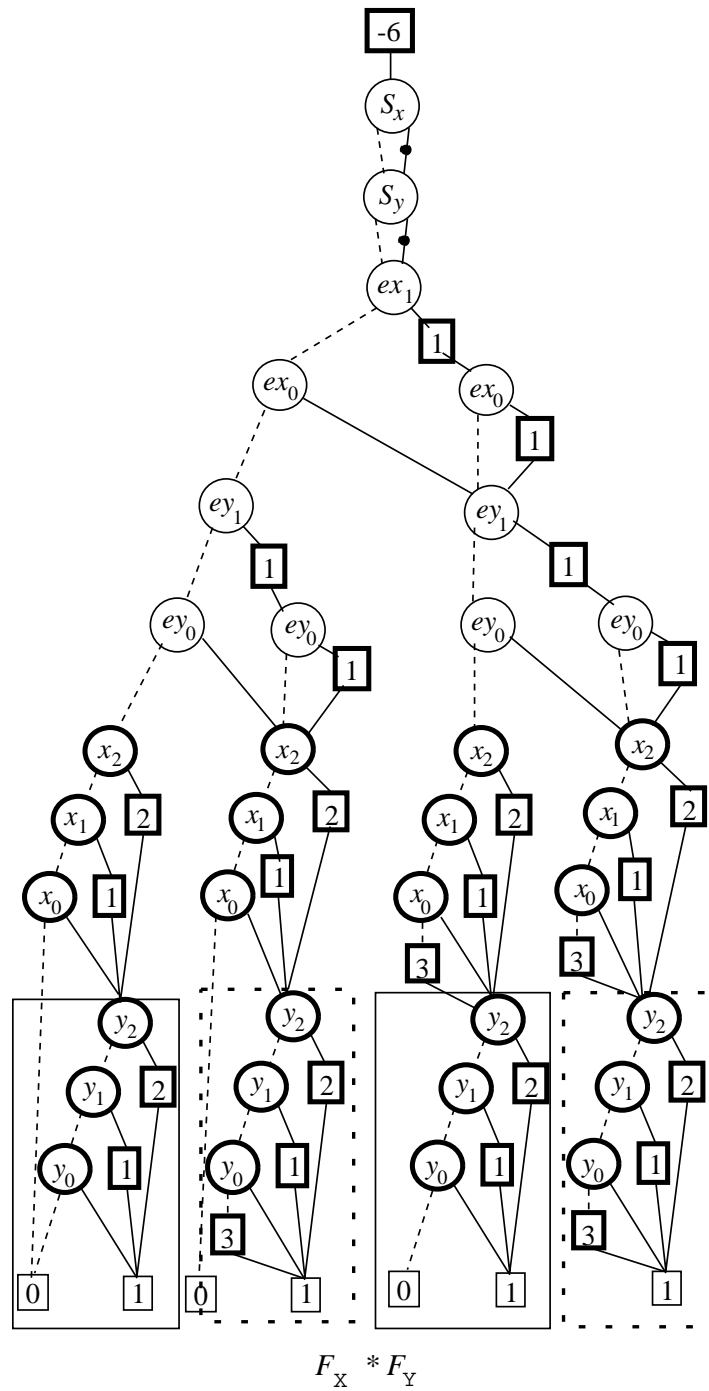 -6
Sx
Sy
ex1
1
ex0 ex0
1
ey1 ey1
1 1
ey0 ey0 ey0 ey0
1 1
x2 x2 x2 x2
x1 2 x1 2 x1 2 x1 2
x0 1 x0 1 x0 1 x0 1
3 3
y2 y2 y2 y2
y1 2 y1 2 y1 2 y1 2
y0 1 y0 1 y0 1 y0 1
3 3
0 1 0 1 0 1 1
FX * FY